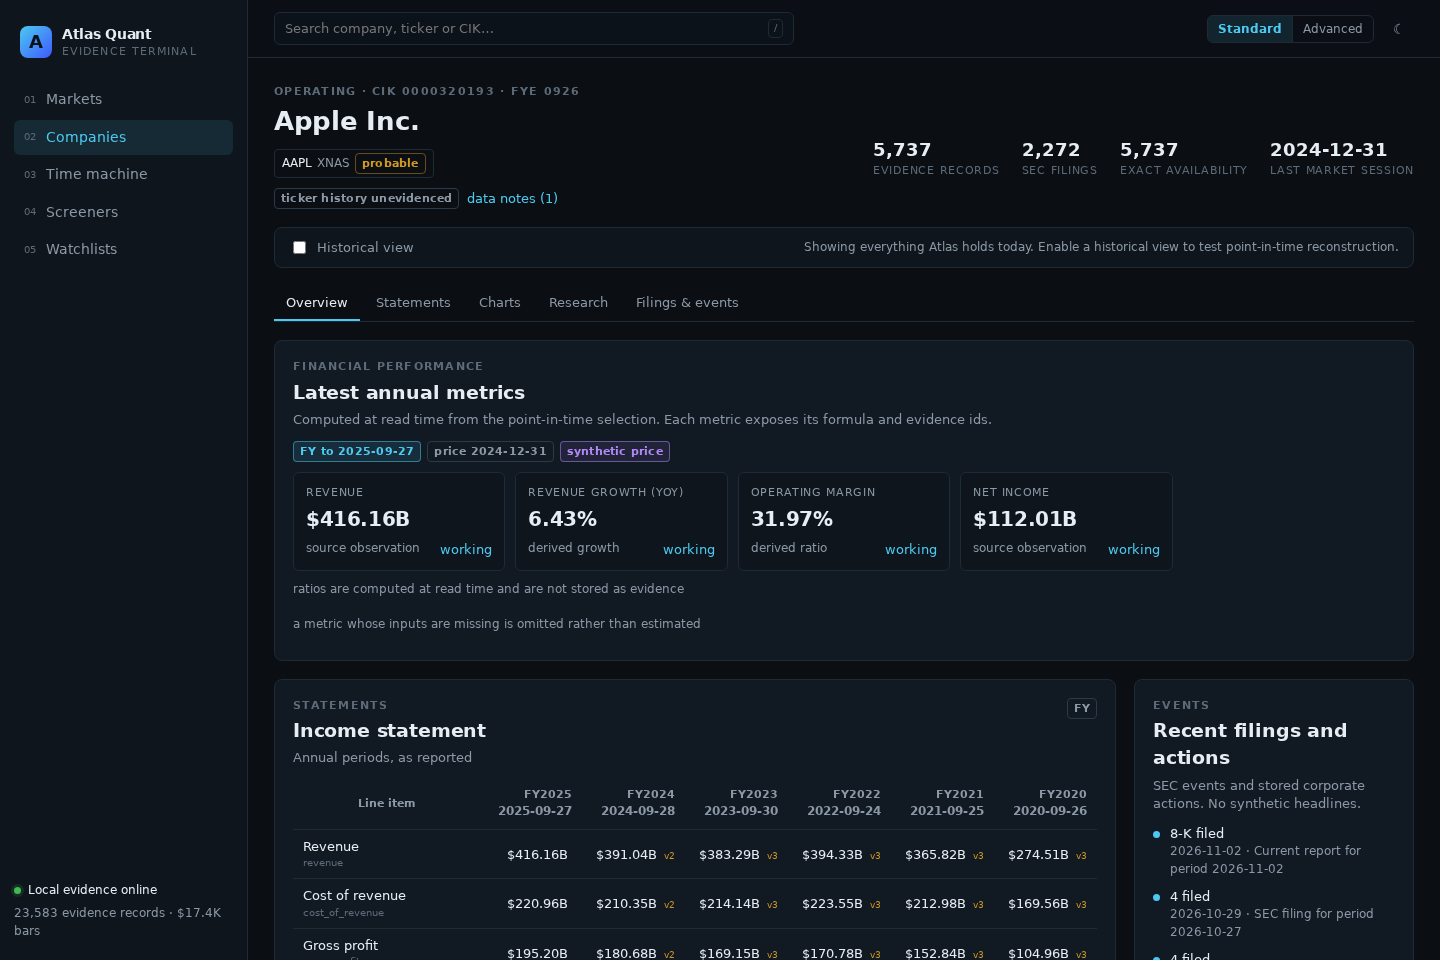 A
Atlas Quant
EVIDENCE TERMINAL
01 Markets
02 Companies
03 Time machine
04 Screeners
05 Watchlists
Local evidence online
23,583 evidence records · $17.4K
bars
Search company, ticker or CIK...
/
Standard
Advanced
OPERATING · CIK 0000320193 · FYE 0926
Apple Inc.
AAPL XNAS probable
ticker history unevidenced data notes (1)
5,737
EVIDENCE RECORDS
2,272
SEC FILINGS
5,737
EXACT AVAILABILITY
2024-12-31
LAST MARKET SESSION
Historical view
Showing everything Atlas holds today. Enable a historical view to test point-in-time reconstruction.
Overview
Statements
Charts
Research
Filings & events
FINANCIAL PERFORMANCE
Latest annual metrics
Computed at read time from the point-in-time selection. Each metric exposes its formula and evidence ids.
FY to 2025-09-27 price 2024-12-31 synthetic price
REVENUE
$416.16B
source observation working
REVENUE GROWTH (YOY)
6.43%
derived growth working
OPERATING MARGIN
31.97%
derived ratio working
NET INCOME
$112.01B
source observation working
ratios are computed at read time and are not stored as evidence
a metric whose inputs are missing is omitted rather than estimated
STATEMENTS
FY
Income statement
Annual periods, as reported
Line item
FY2025 FY2024 FY2023 FY2022 FY2021 FY2020
2025-09-27 2024-09-28 2023-09-30 2022-09-24 2021-09-25 2020-09-26
Revenue
revenue
$416.16B $391.04B v2 $383.29B v3 $394.33B v3 $365.82B v3 $274.51B v3
Cost of revenue
cost_of_revenue
$220.96B $210.35B v2 $214.14B v3 $223.55B v3 $212.98B v3 $169.56B v3
Gross profit
$195.20B $180.68B v2 $169.15B v3 $170.78B v3 $152.84B v3 $104.96B v3
EVENTS
Recent filings and
actions
SEC events and stored corporate
actions. No synthetic headlines.
8-K filed
2026-11-02 · Current report for
period 2026-11-02
4 filed
2026-10-29 · SEC filing for period
2026-10-27
4 filed